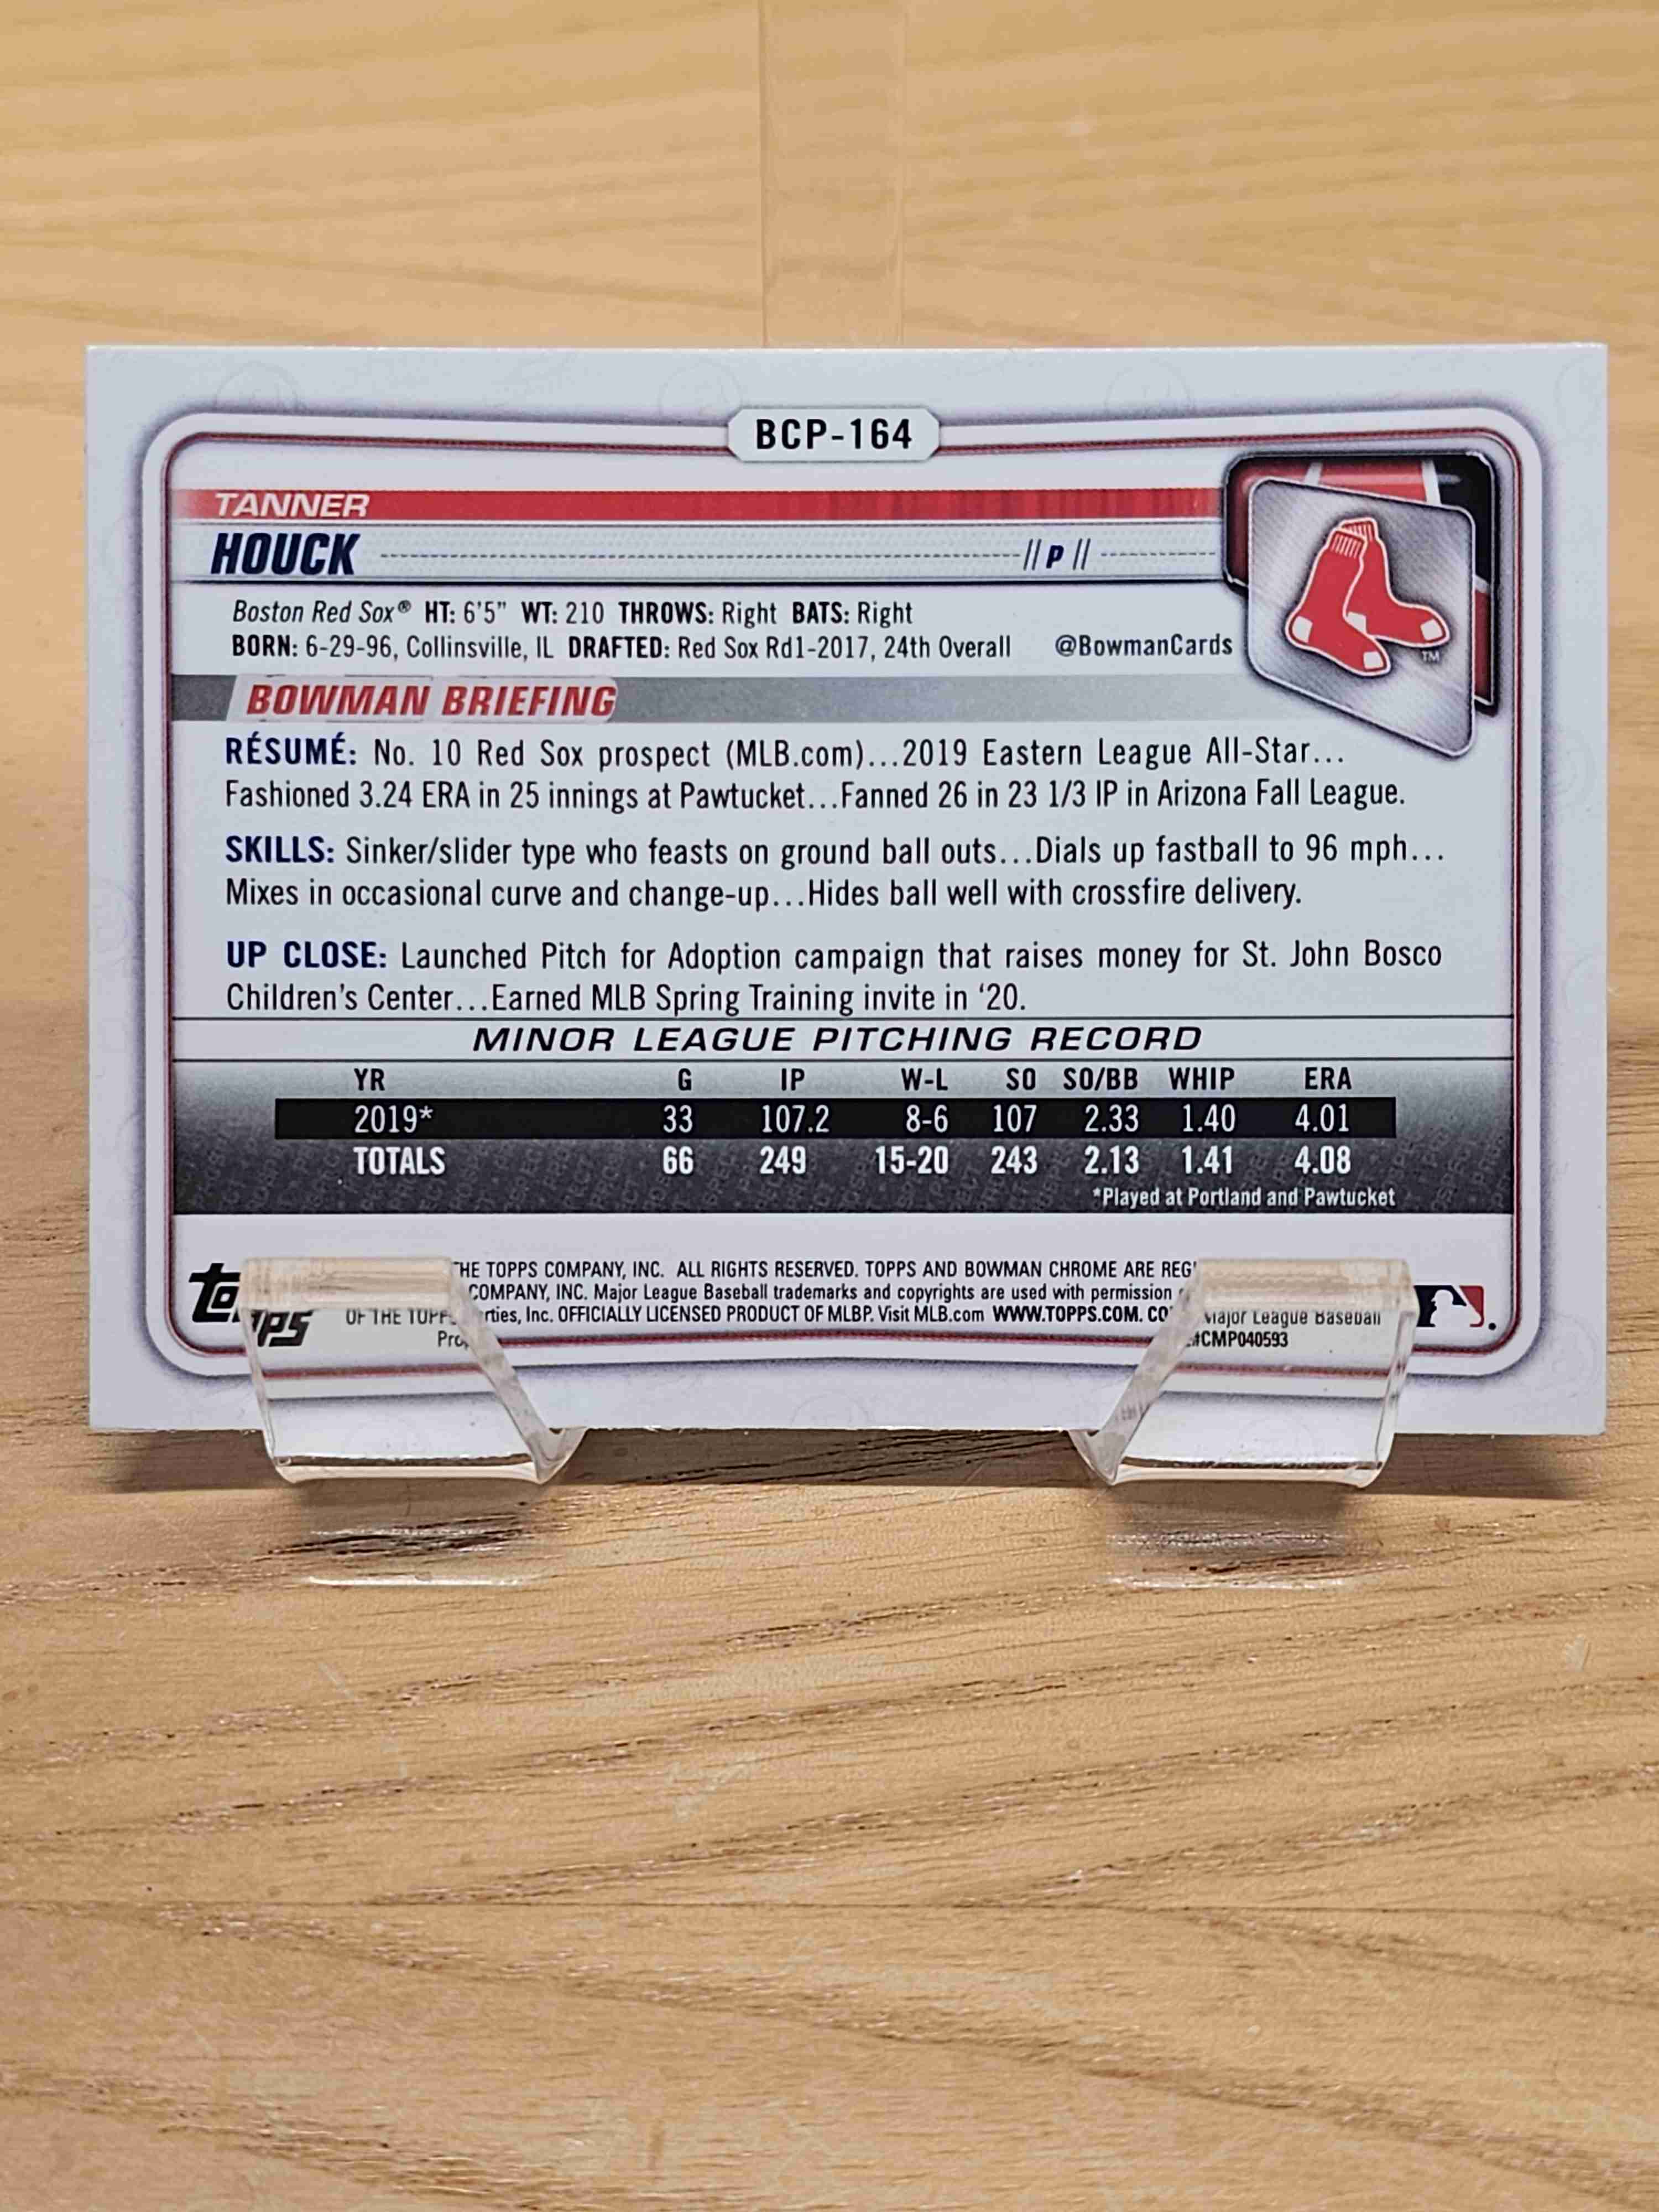 BCP-164
TANNER
HOUCK // P //
Boston Red Sox® HT: 6'5" WT: 210 THROWS: Right BATS: Right
BORN: 6-29-96, Collinsville, IL DRAFTED: Red Sox Rd1-2017, 24th Overall @BowmanCards
TM
BOWMAN BRIEFING
RÉSUMÉ: No. 10 Red Sox prospect (MLB.com)...2019 Eastern League All-Star...
Fashioned 3.24 ERA in 25 innings at Pawtucket...Fanned 26 in 23 1/3 IP in Arizona Fall League.
SKILLS: Sinker/slider type who feasts on ground ball outs...Dials up fastball to 96 mph...
Mixes in occasional curve and change-up...Hides ball well with crossfire delivery.
UP CLOSE: Launched Pitch for Adoption campaign that raises money for St. John Bosco
Children's Center...Earned MLB Spring Training invite in '20.
MINOR LEAGUE PITCHING RECORD
YR G IP W-L SO SO/BB WHIP ERA
2019* 33 107.2 8-6 107 2.33 1.40 4.01
TOTALS 66 249 15-20 243 2.13 1.41 4.08
*Played at Portland and Pawtucket
topps
THE TOPPS COMPANY, INC. ALL RIGHTS RESERVED. TOPPS AND BOWMAN CHROME ARE
OF THE TOPPS COMPANY, INC. Major League Baseball trademarks and copyrights are used with permission Major League Baseball
Inc. OFFICIALLY LICENSED PRODUCT OF MLBP. Visit MLB.com WWW.TOPPS.COM. #CMP040593